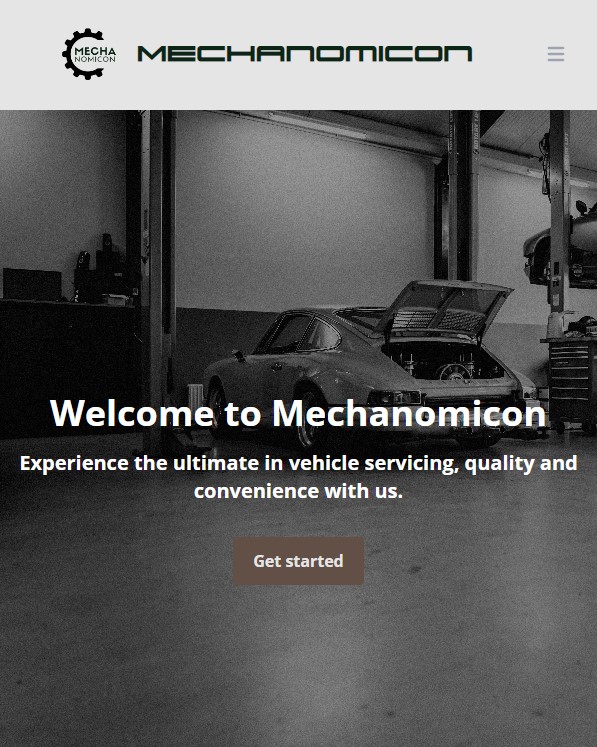 MECHA
NOMICON
MECHANOMICON
Welcome to Mechanomicon
Experience the ultimate in vehicle servicing, quality and
convenience with us.
Get started